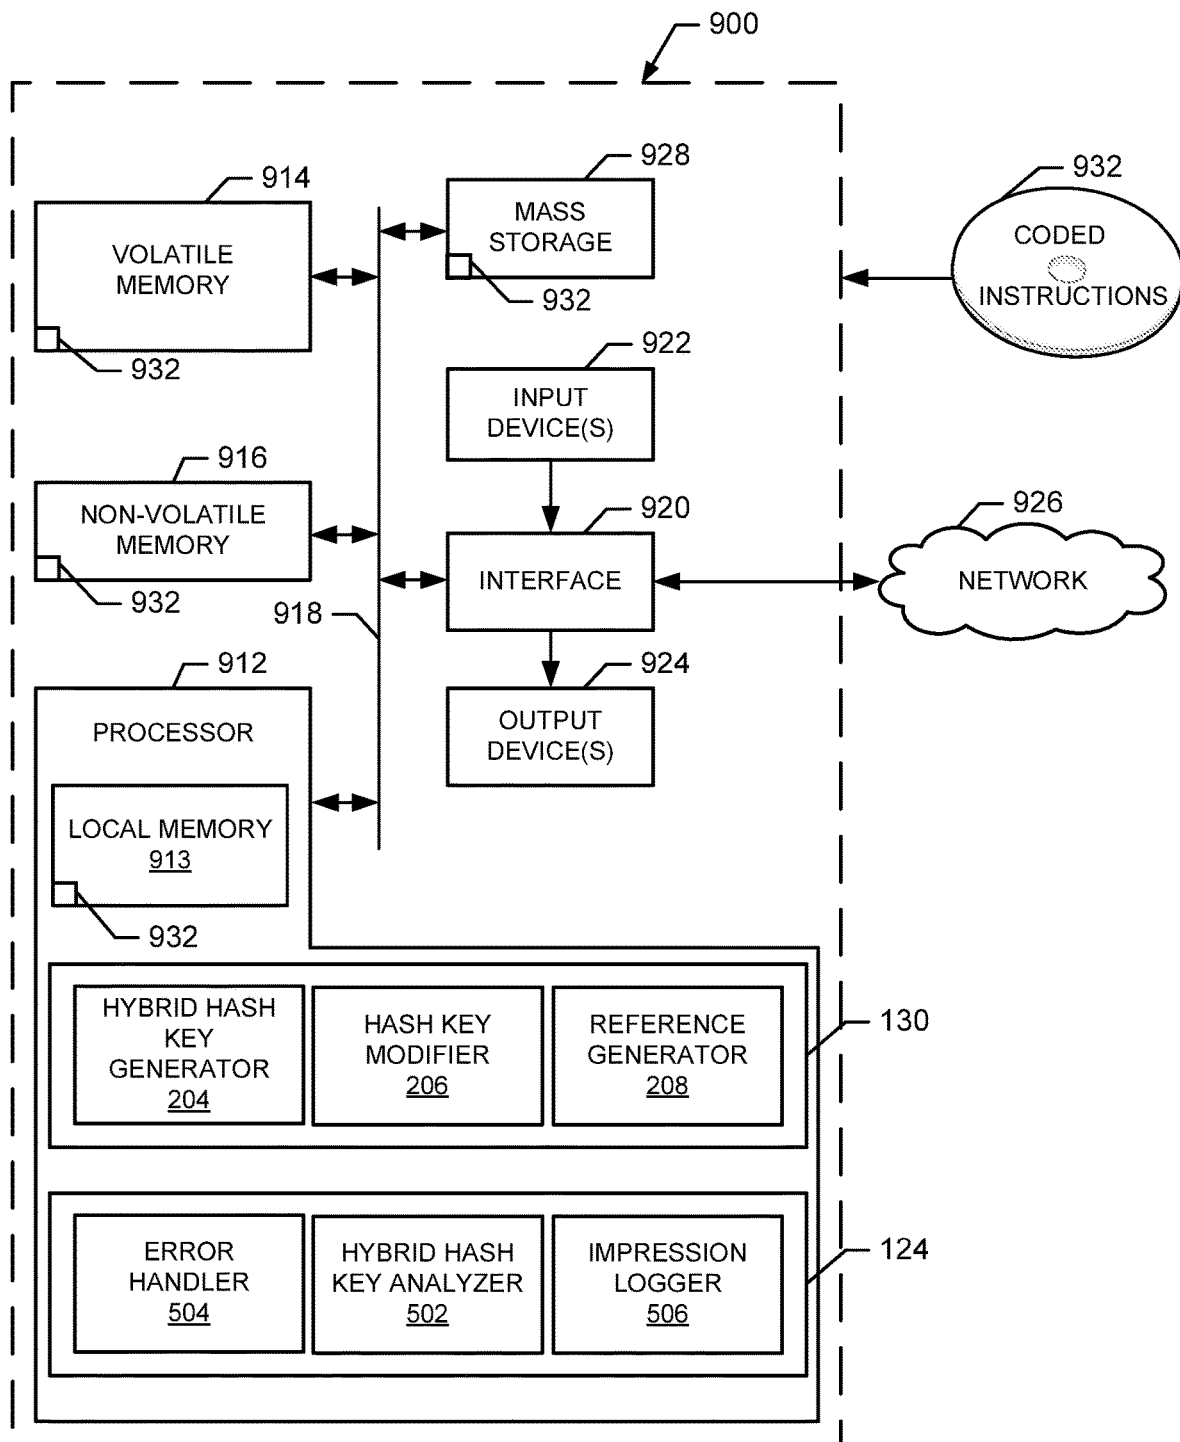 900
914
VOLATILE
MEMORY
932
928
MASS
STORAGE
932
932
CODED
INSTRUCTIONS
922
INPUT
DEVICE(S)
916
NON-VOLATILE
MEMORY
932
920
INTERFACE
926
NETWORK
918
924
OUTPUT
DEVICE(S)
912
PROCESSOR
LOCAL MEMORY
913
932
HYBRID HASH
KEY
GENERATOR
204
HASH KEY
MODIFIER
206
REFERENCE
GENERATOR
208
130
ERROR
HANDLER
504
HYBRID HASH
KEY ANALYZER
502
IMPRESSION
LOGGER
506
124